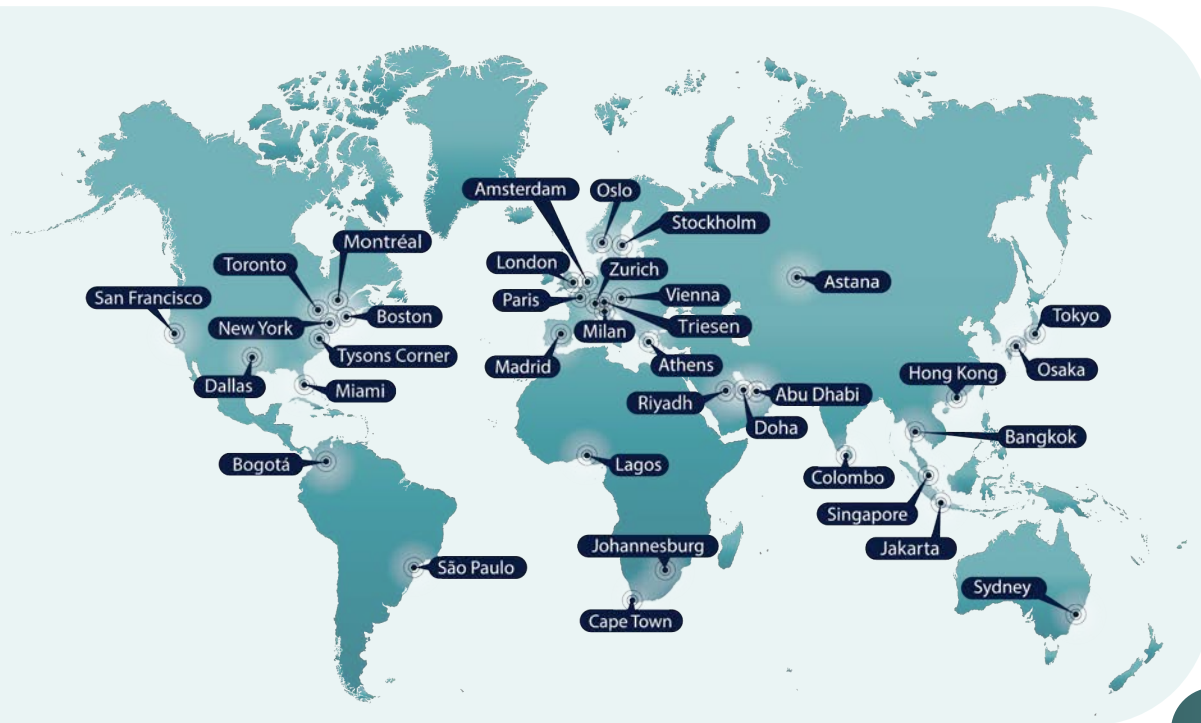 Amsterdam
Oslo
Stockholm
Montréal
Toronto
London
Zurich
San Francisco
Paris
Vienna
Astana
New York
Boston
Milan
Triesen
Tokyo
Tysons Corner
Madrid
Athens
Hong Kong
Osaka
Dallas
Miami
Riyadh
Abu Dhabi
Doha
Bangkok
Bogotá
Lagos
Colombo
Singapore
Jakarta
Johannesburg
São Paulo
Sydney
Cape Town